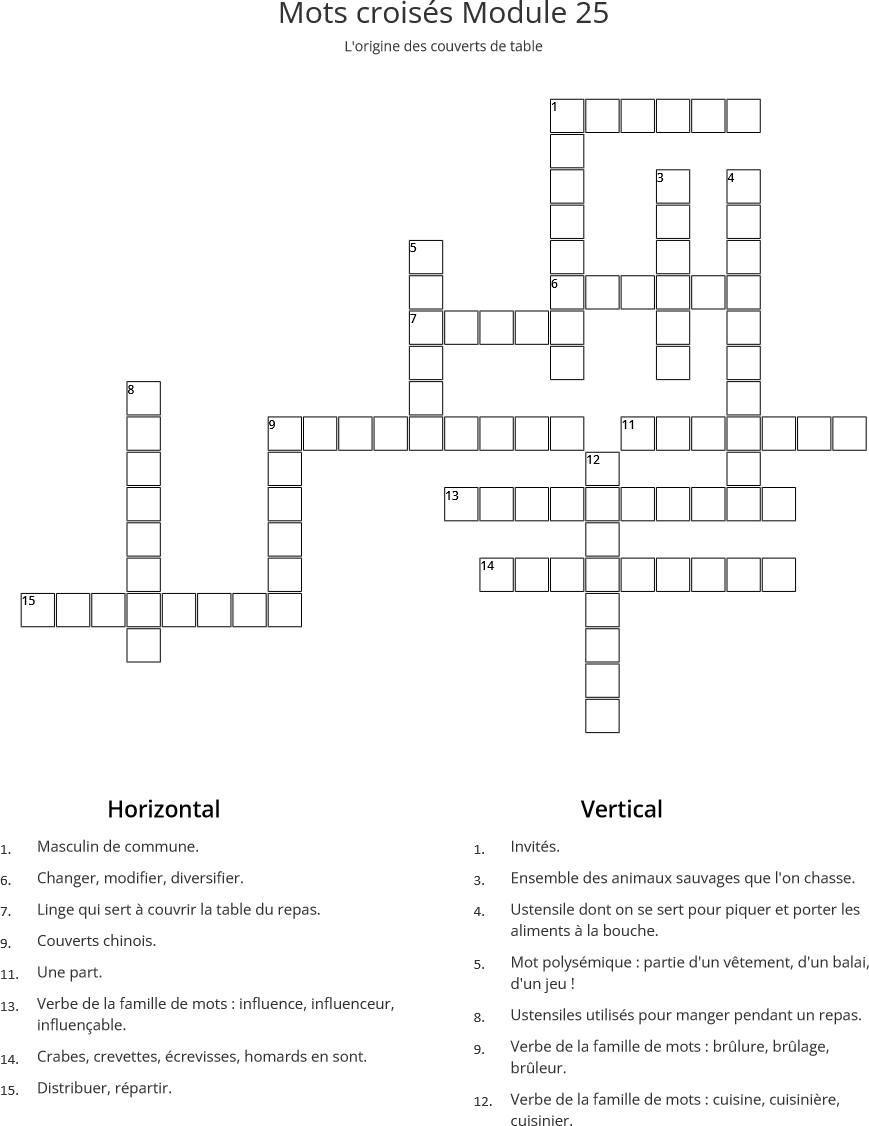 Mots croisés Module 25
L'origine des couverts de table
1
3
4
5
6
7
8
9
11
12
13
14
15
Horizontal
1. Masculin de commune.
6. Changer, modifier, diversifier.
7. Linge qui sert à couvrir la table du repas.
9. Couverts chinois.
11. Une part.
13. Verbe de la famille de mots : influence, influenceur,
influençable.
14. Crabes, crevettes, écrevisses, homards en sont.
15. Distribuer, répartir.
Vertical
1. Invités.
3. Ensemble des animaux sauvages que l'on chasse.
4. Ustensile dont on se sert pour piquer et porter les
aliments à la bouche.
5. Mot polysémique : partie d'un vêtement, d'un balai,
d'un jeu !
8. Ustensiles utilisés pour manger pendant un repas.
9. Verbe de la famille de mots : brûlure, brûlage,
brûleur.
12. Verbe de la famille de mots : cuisine, cuisinière,
cuisinier.